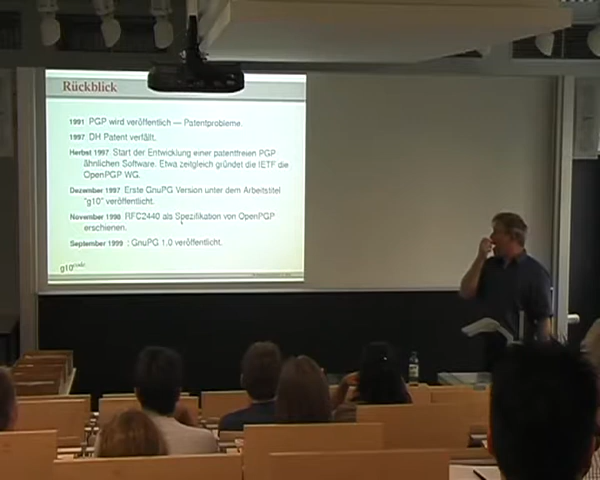 Rückblick
1991 PGP wird veröffentlich — Patentprobleme.
1997 DH Patent verfällt.
Herbst 1997 Start der Entwicklung einer patentfreien PGP
ähnlichen Software. Etwa zeitgleich gründet die IETF die
OpenPGP WG.
Dezember 1997 Erste GnuPG Version unter dem Arbeitstitel
"g10" veröffentlicht.
November 1998 RFC2440 als Spezifikation von OpenPGP
erschienen.
September 1999 : GnuPG 1.0 veröffentlicht.
g10 code